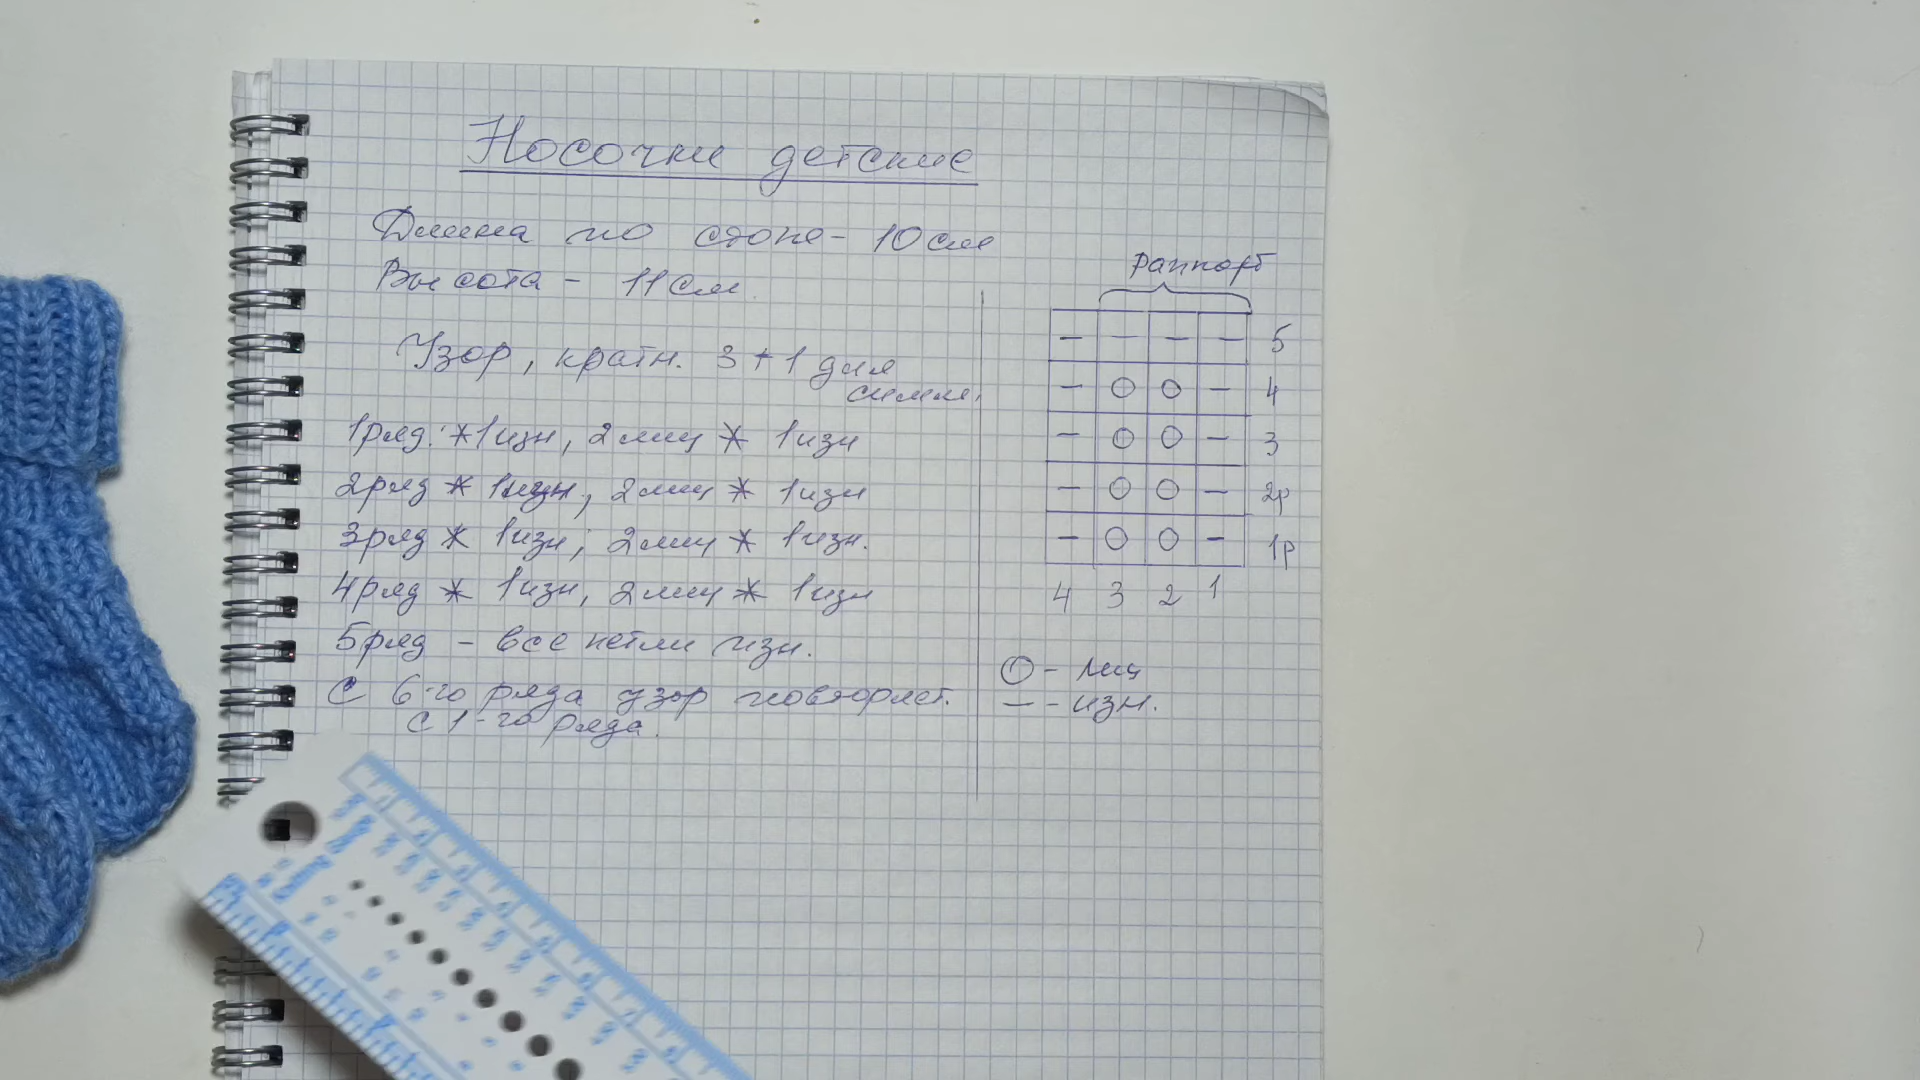 Носочки детские
Длина по стопе - 10 см
Высота - 11 см.
Узор, кратн. 3 + 1 для
симм.
1 ряд: * 1 изн, 2 лиц * 1 изн
2 ряд * 1 изн, 2 лиц * 1 изн
3 ряд * 1 изн, 2 лиц * 1 изн.
4 ряд * 1 изн, 2 лиц * 1 изн
5 ряд - все петли изн.
С 6-го ряда узор повторяет.
с 1-го ряда.
раппорт
- - - - 5
- O O - 4
- O O - 3
- O O - 2р
- O O - 1р
4 3 2 1
O - лиц
— - изн.